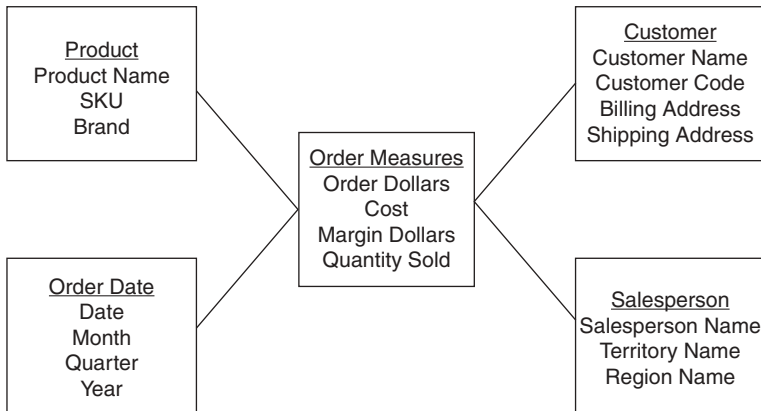 Product
Product Name
SKU
Brand
Customer
Customer Name
Customer Code
Billing Address
Shipping Address
Order Measures
Order Dollars
Cost
Margin Dollars
Quantity Sold
Order Date
Date
Month
Quarter
Year
Salesperson
Salesperson Name
Territory Name
Region Name